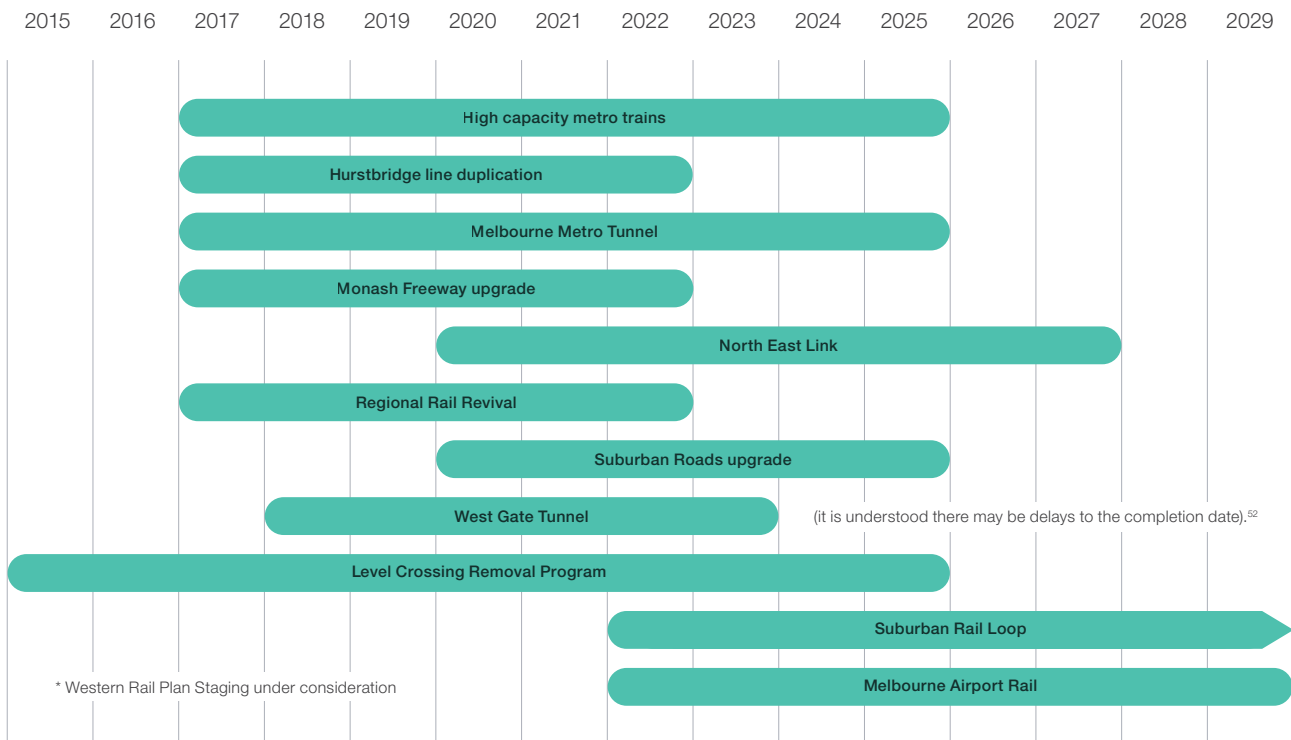 2015 2016 2017 2018 2019 2020 2021 2022 2023 2024 2025 2026 2027 2028 2029
High capacity metro trains
Hurstbridge line duplication
Melbourne Metro Tunnel
Monash Freeway upgrade
North East Link
Regional Rail Revival
Suburban Roads upgrade
West Gate Tunnel (it is understood there may be delays to the completion date).⁵²
Level Crossing Removal Program
Suburban Rail Loop
* Western Rail Plan Staging under consideration Melbourne Airport Rail